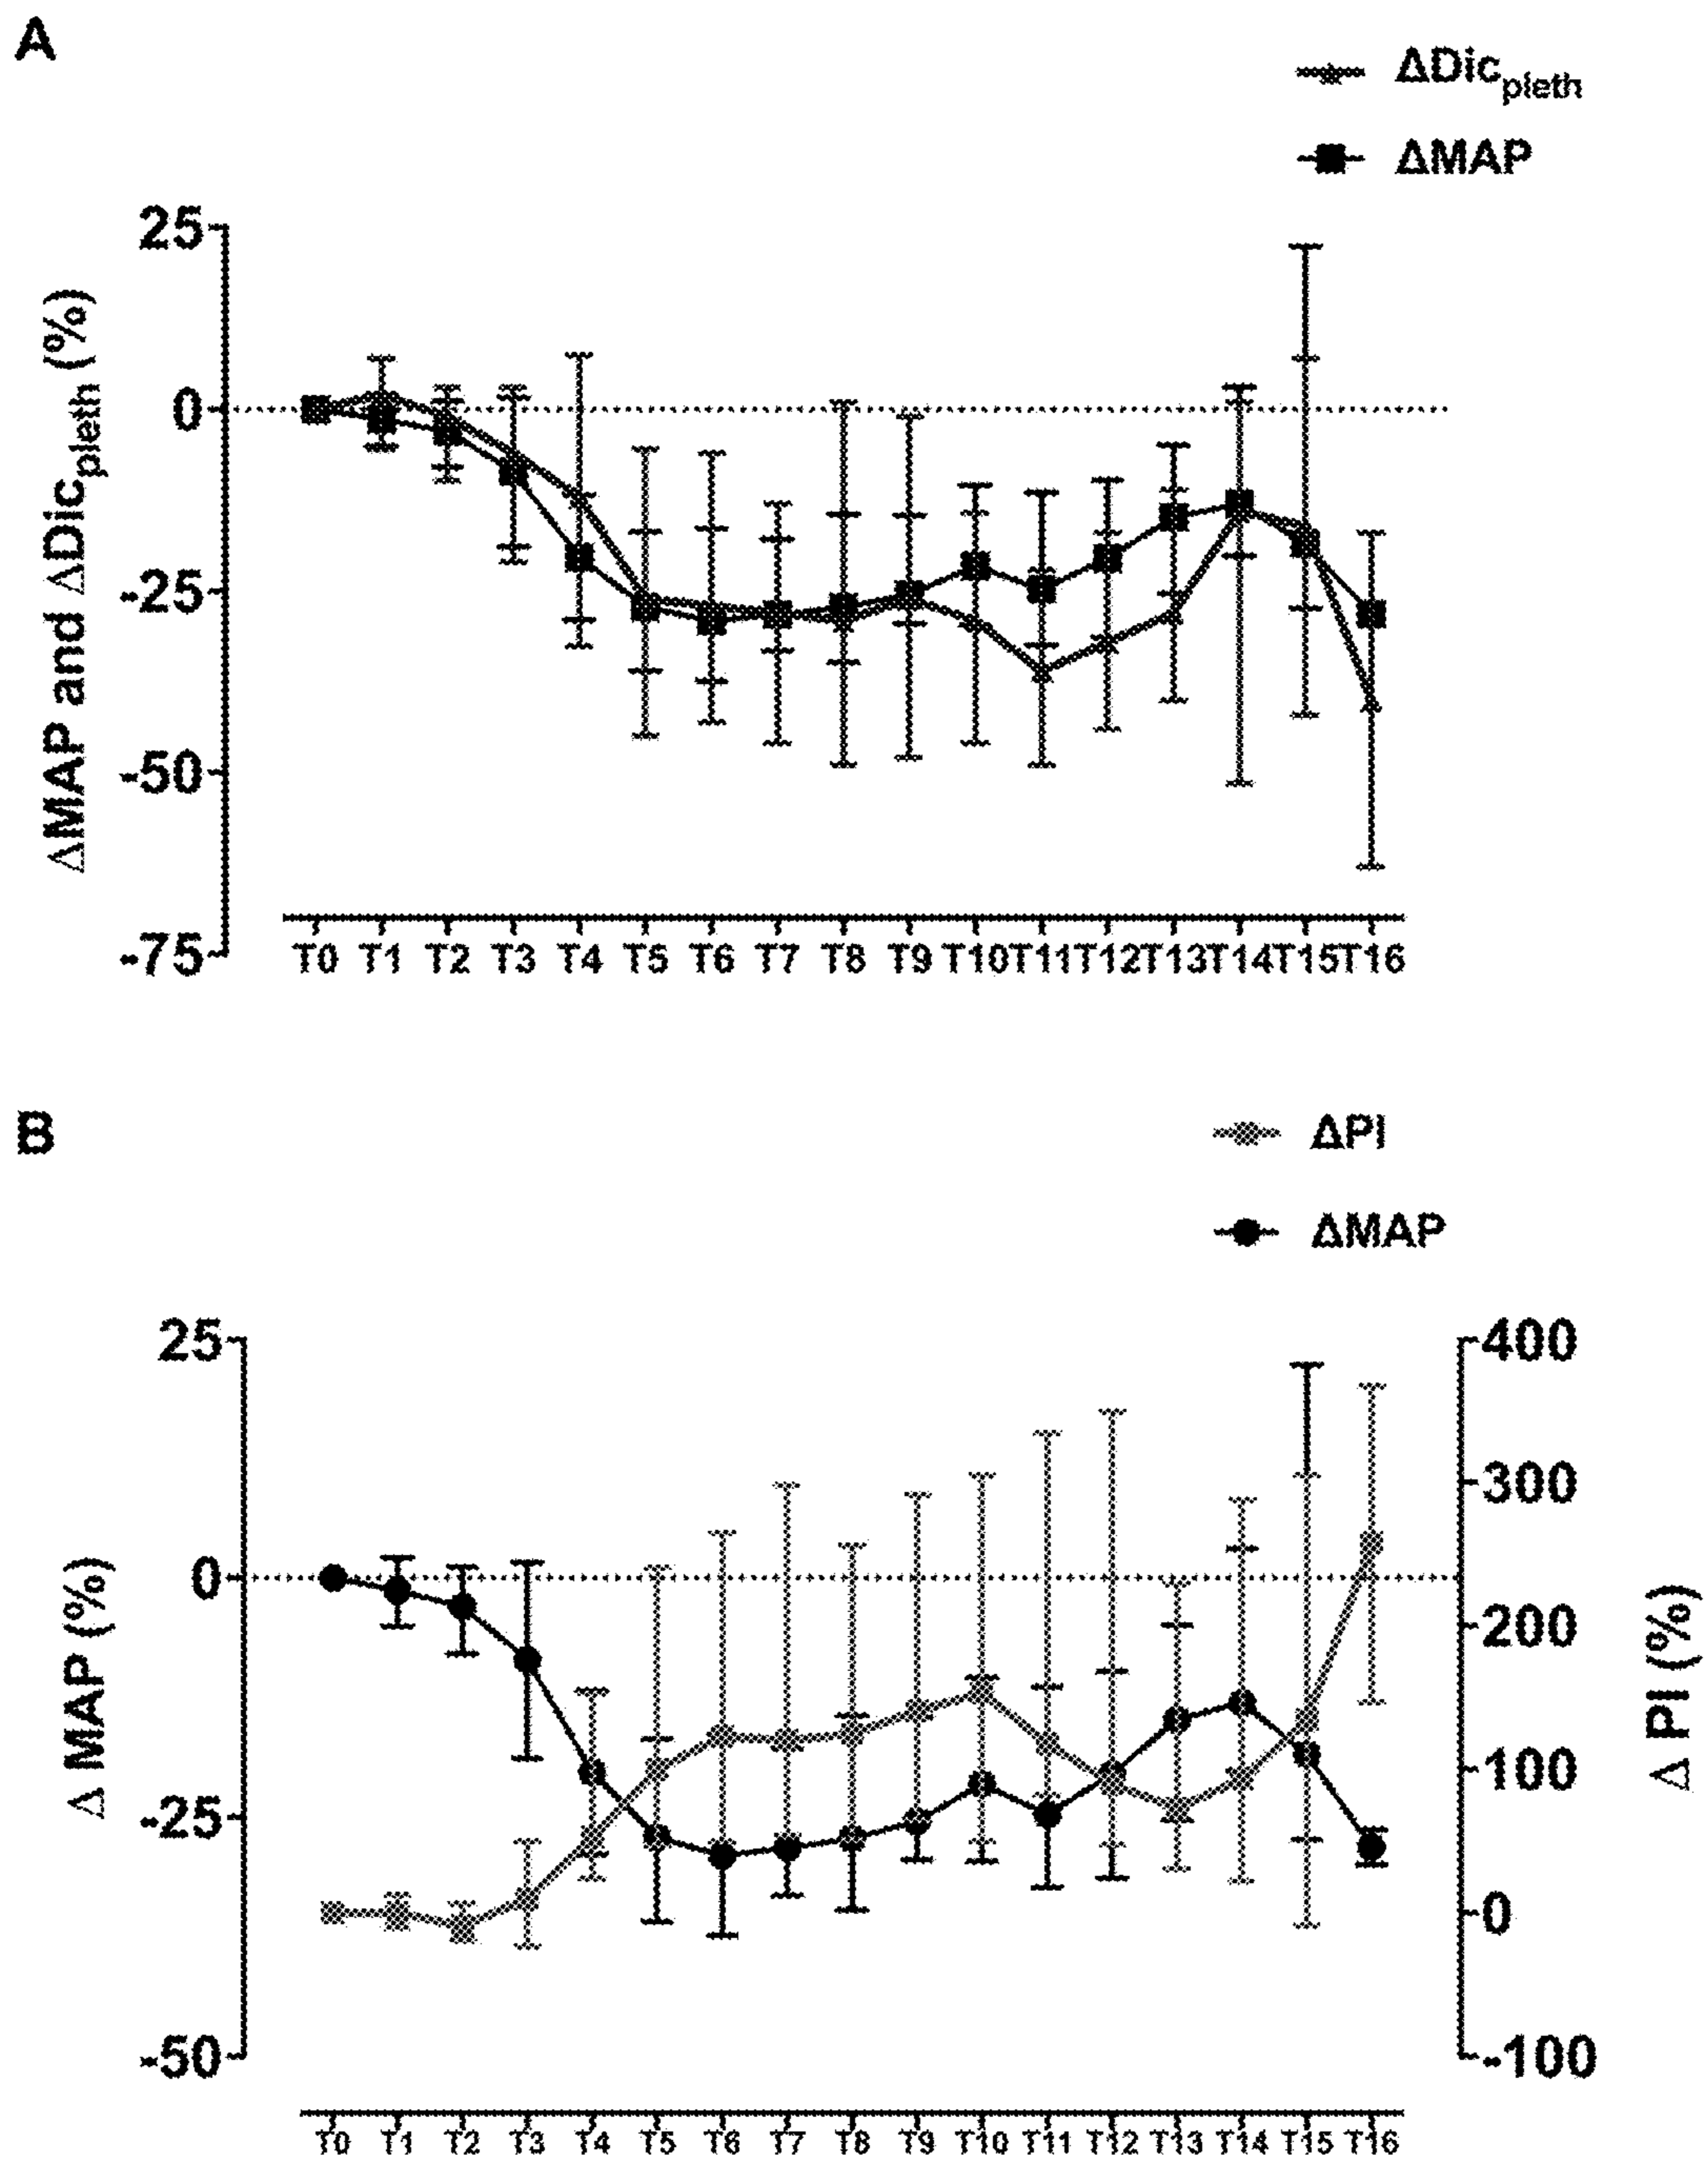 A
ΔDicpleth
ΔMAP
ΔMAP and ΔDicpleth (%)
25
0
-25
-50
-75
T0 T1 T2 T3 T4 T5 T6 T7 T8 T9 T10 T11 T12 T13 T14 T15 T16
B
ΔPI
ΔMAP
Δ MAP (%)
25
0
-25
-50
400
300
200
100
0
-100
Δ PI (%)
T0 T1 T2 T3 T4 T5 T6 T7 T8 T9 T10 T11 T12 T13 T14 T15 T16